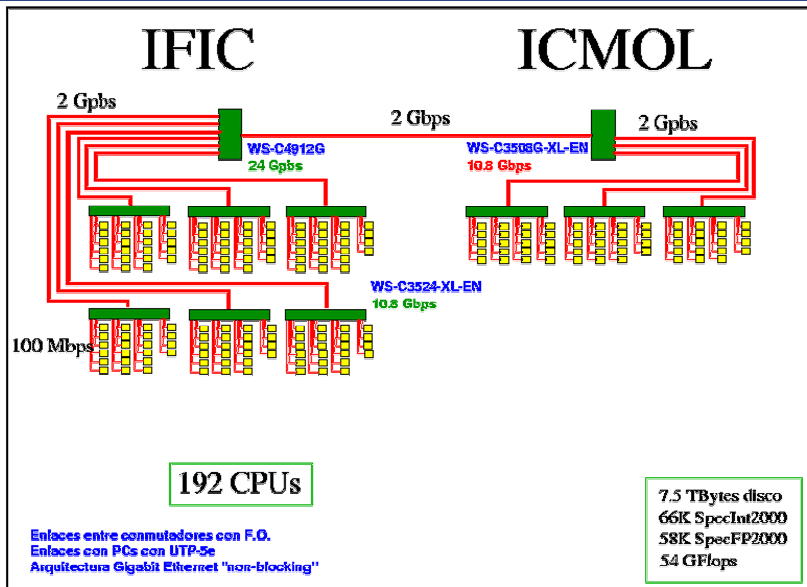 IFIC
ICMOL
2 Gpbs
2 Gbps
2 Gpbs
WS-C4912G
24 Gpbs
WS-C3508G-XL-EN
10.8 Gbps
WS-C3524-XL-EN
10.8 Gbps
100 Mbps
192 CPUs
7.5 TBytes disco
66K SpecInt2000
58K SpecFP2000
54 GFlops
Enlaces entre conmutadores con F.O.
Enlaces con PCs con UTP-5e
Arquitectura Gigabit Ethernet "non-blocking"